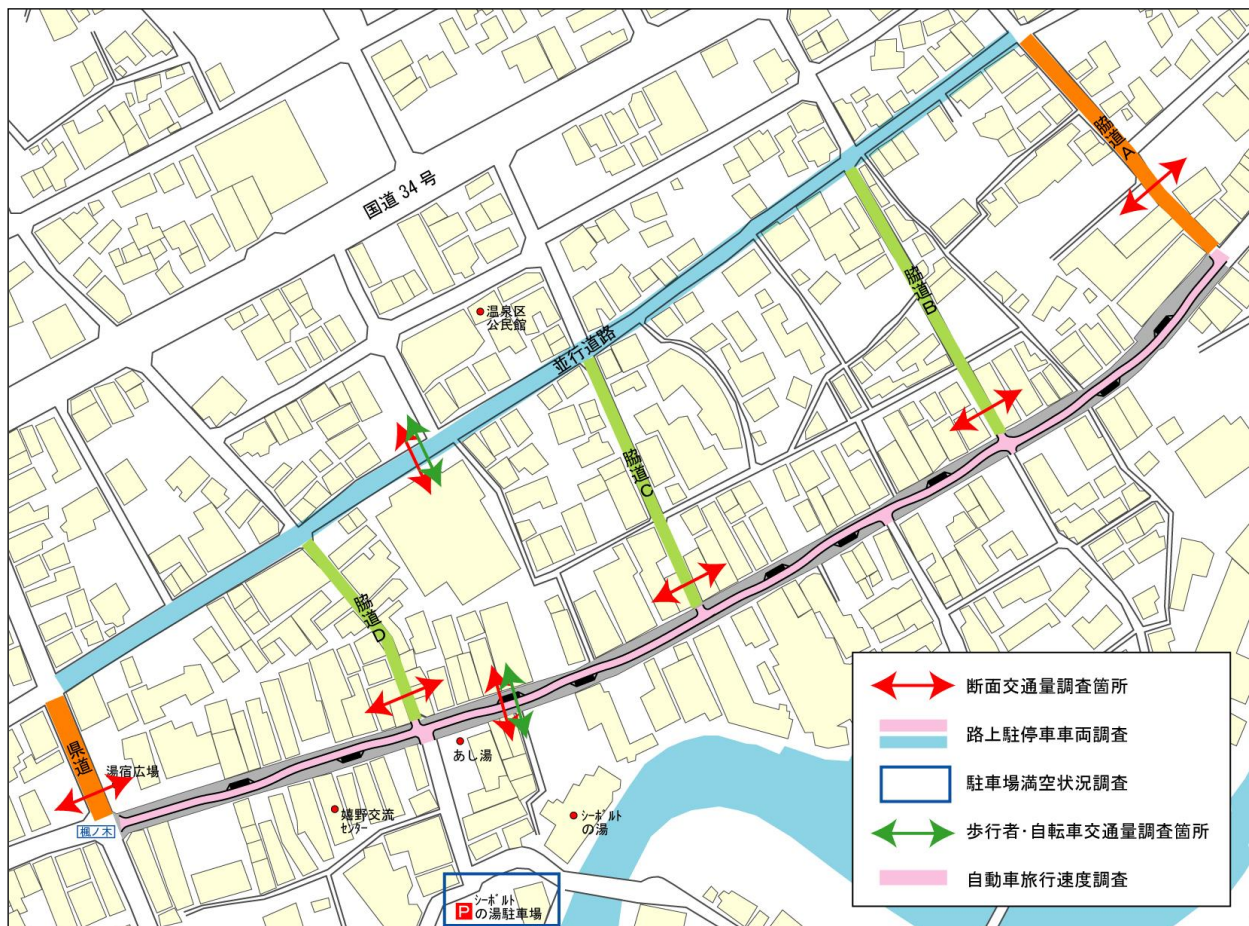 国道34号
脇道A
脇道B
温泉区
公民館
並行道路
脇道C
脇道D
県道
湯宿広場
楓ノ木
あし湯
嬉野交流
センター
シーボルト
の湯
P
シーボルト
の湯駐車場
断面交通量調査箇所
路上駐停車車両調査
駐車場満空状況調査
歩行者・自転車交通量調査箇所
自動車旅行速度調査